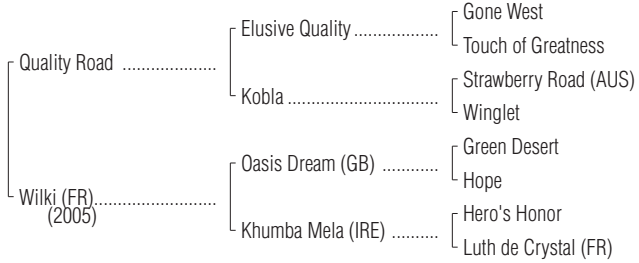 Gone West
Elusive Quality ..................
Touch of Greatness
Quality Road ....................
Strawberry Road (AUS)
Kobla ................................
Winglet
Green Desert
Oasis Dream (GB) ............
Hope
Wilki (FR)..........................
(2005)
Hero's Honor
Khumba Mela (IRE) ..........
Luth de Crystal (FR)